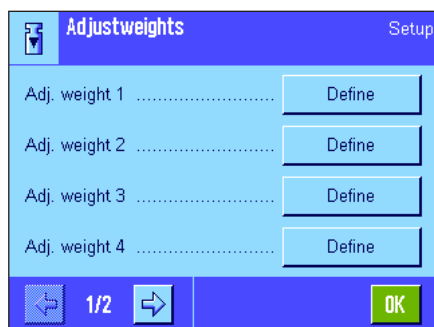 Adjustweights Setup
Adj. weight 1 ........................ Define
Adj. weight 2 ........................ Define
Adj. weight 3 ........................ Define
Adj. weight 4 ........................ Define
1/2 OK